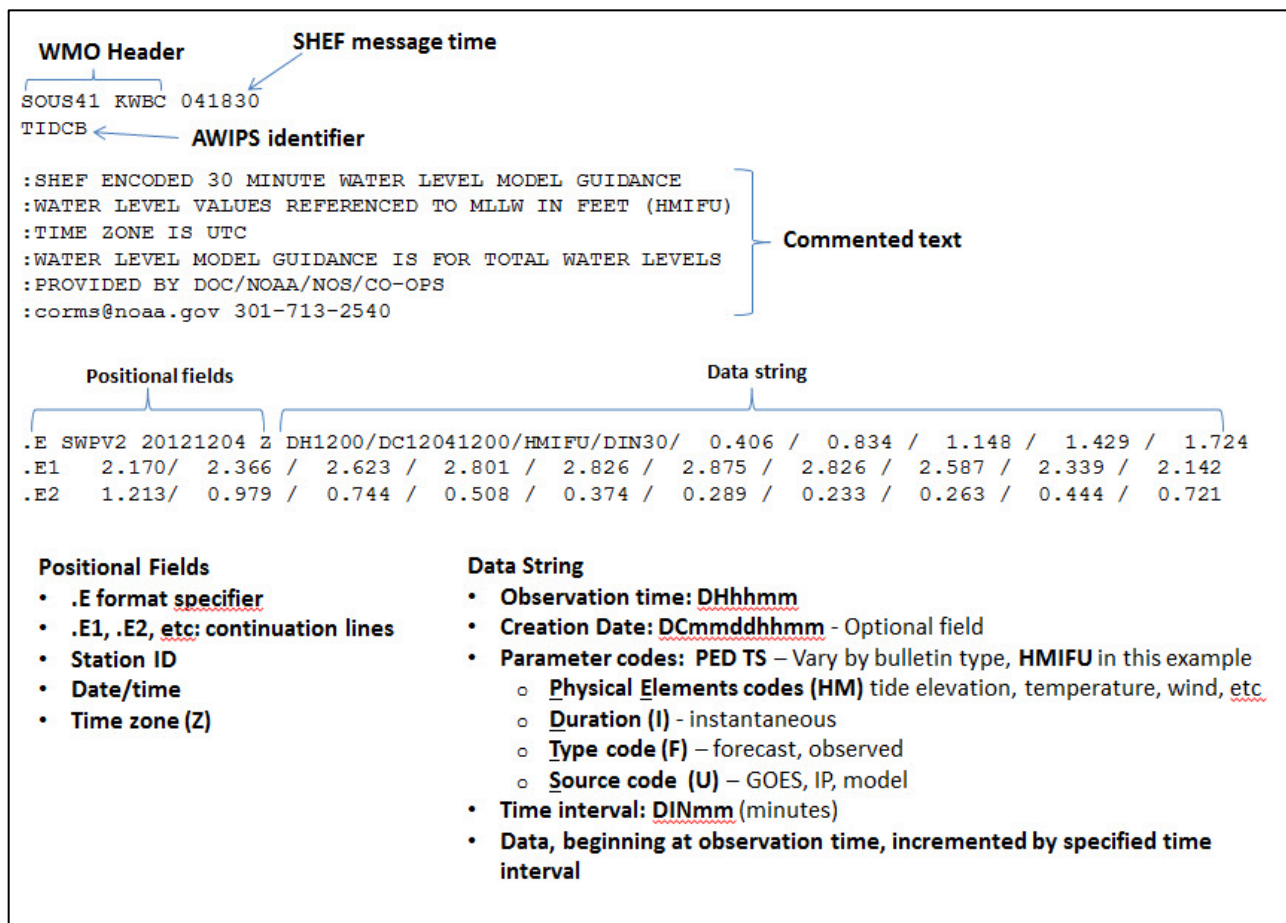 WMO Header
SHEF message time
SOUS41 KWBC 041830
TIDCB
AWIPS identifier
:SHEF ENCODED 30 MINUTE WATER LEVEL MODEL GUIDANCE
:WATER LEVEL VALUES REFERENCED TO MLLW IN FEET (HMIFU)
:TIME ZONE IS UTC
:WATER LEVEL MODEL GUIDANCE IS FOR TOTAL WATER LEVELS
:PROVIDED BY DOC/NOAA/NOS/CO-OPS
:corms@noaa.gov 301-713-2540
Commented text
Positional fields
Data string
.E SWPV2 20121204 Z DH1200/DC12041200/HMIFU/DIN30/ 0.406 / 0.834 / 1.148 / 1.429 / 1.724
.E1 2.170/ 2.366 / 2.623 / 2.801 / 2.826 / 2.875 / 2.826 / 2.587 / 2.339 / 2.142
.E2 1.213/ 0.979 / 0.744 / 0.508 / 0.374 / 0.289 / 0.233 / 0.263 / 0.444 / 0.721
Positional Fields
• .E format specifier
• .E1, .E2, etc: continuation lines
• Station ID
• Date/time
• Time zone (Z)
Data String
• Observation time: DHhhmm
• Creation Date: DCmmddhhmm - Optional field
• Parameter codes: PED TS – Vary by bulletin type, HMIFU in this example
o Physical Elements codes (HM) tide elevation, temperature, wind, etc
o Duration (I) - instantaneous
o Type code (F) – forecast, observed
o Source code (U) – GOES, IP, model
• Time interval: DINmm (minutes)
• Data, beginning at observation time, incremented by specified time
interval